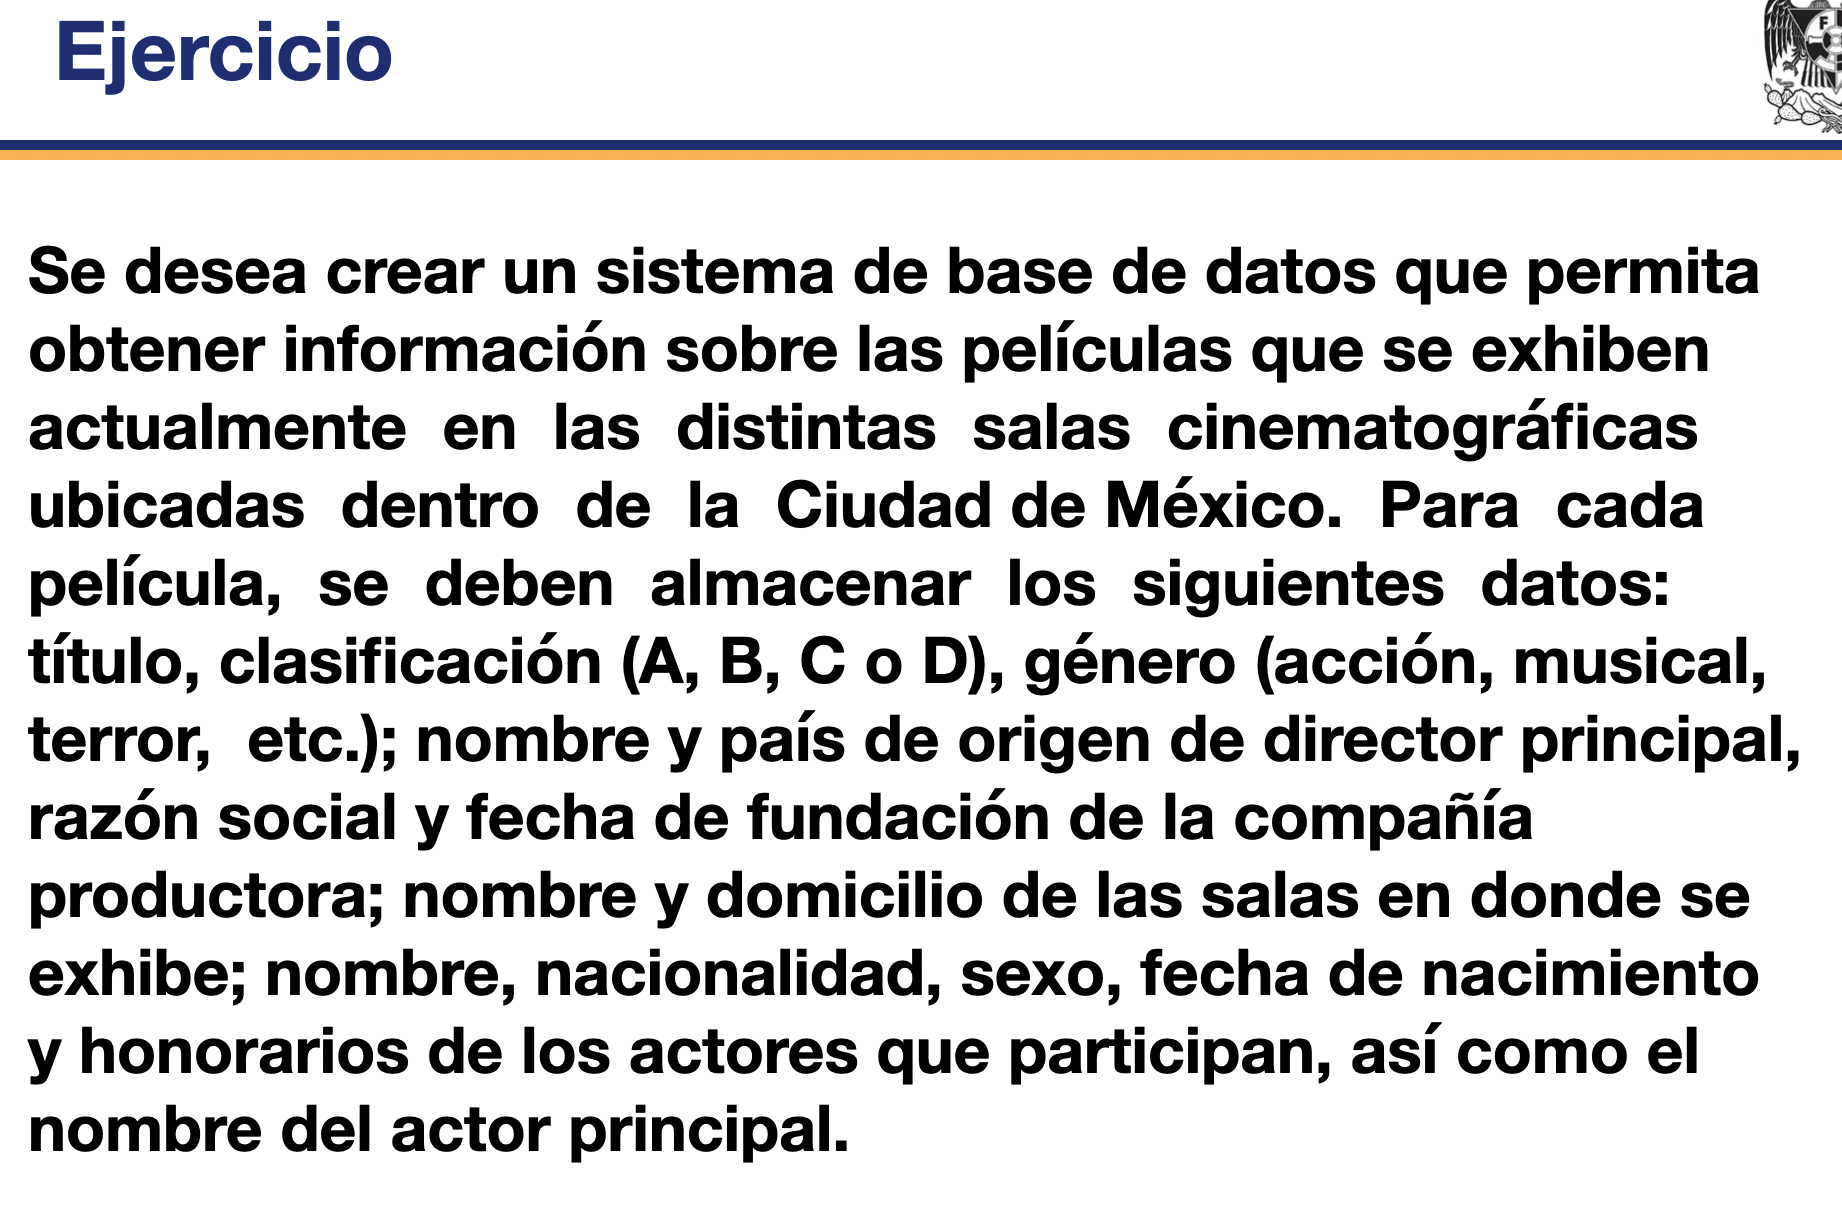 Ejercicio
F
Se desea crear un sistema de base de datos que permita
obtener información sobre las películas que se exhiben
actualmente en las distintas salas cinematográficas
ubicadas dentro de la Ciudad de México. Para cada
película, se deben almacenar los siguientes datos:
título, clasificación (A, B, C o D), género (acción, musical,
terror, etc.); nombre y país de origen de director principal,
razón social y fecha de fundación de la compañía
productora; nombre y domicilio de las salas en donde se
exhibe; nombre, nacionalidad, sexo, fecha de nacimiento
y honorarios de los actores que participan, así como el
nombre del actor principal.